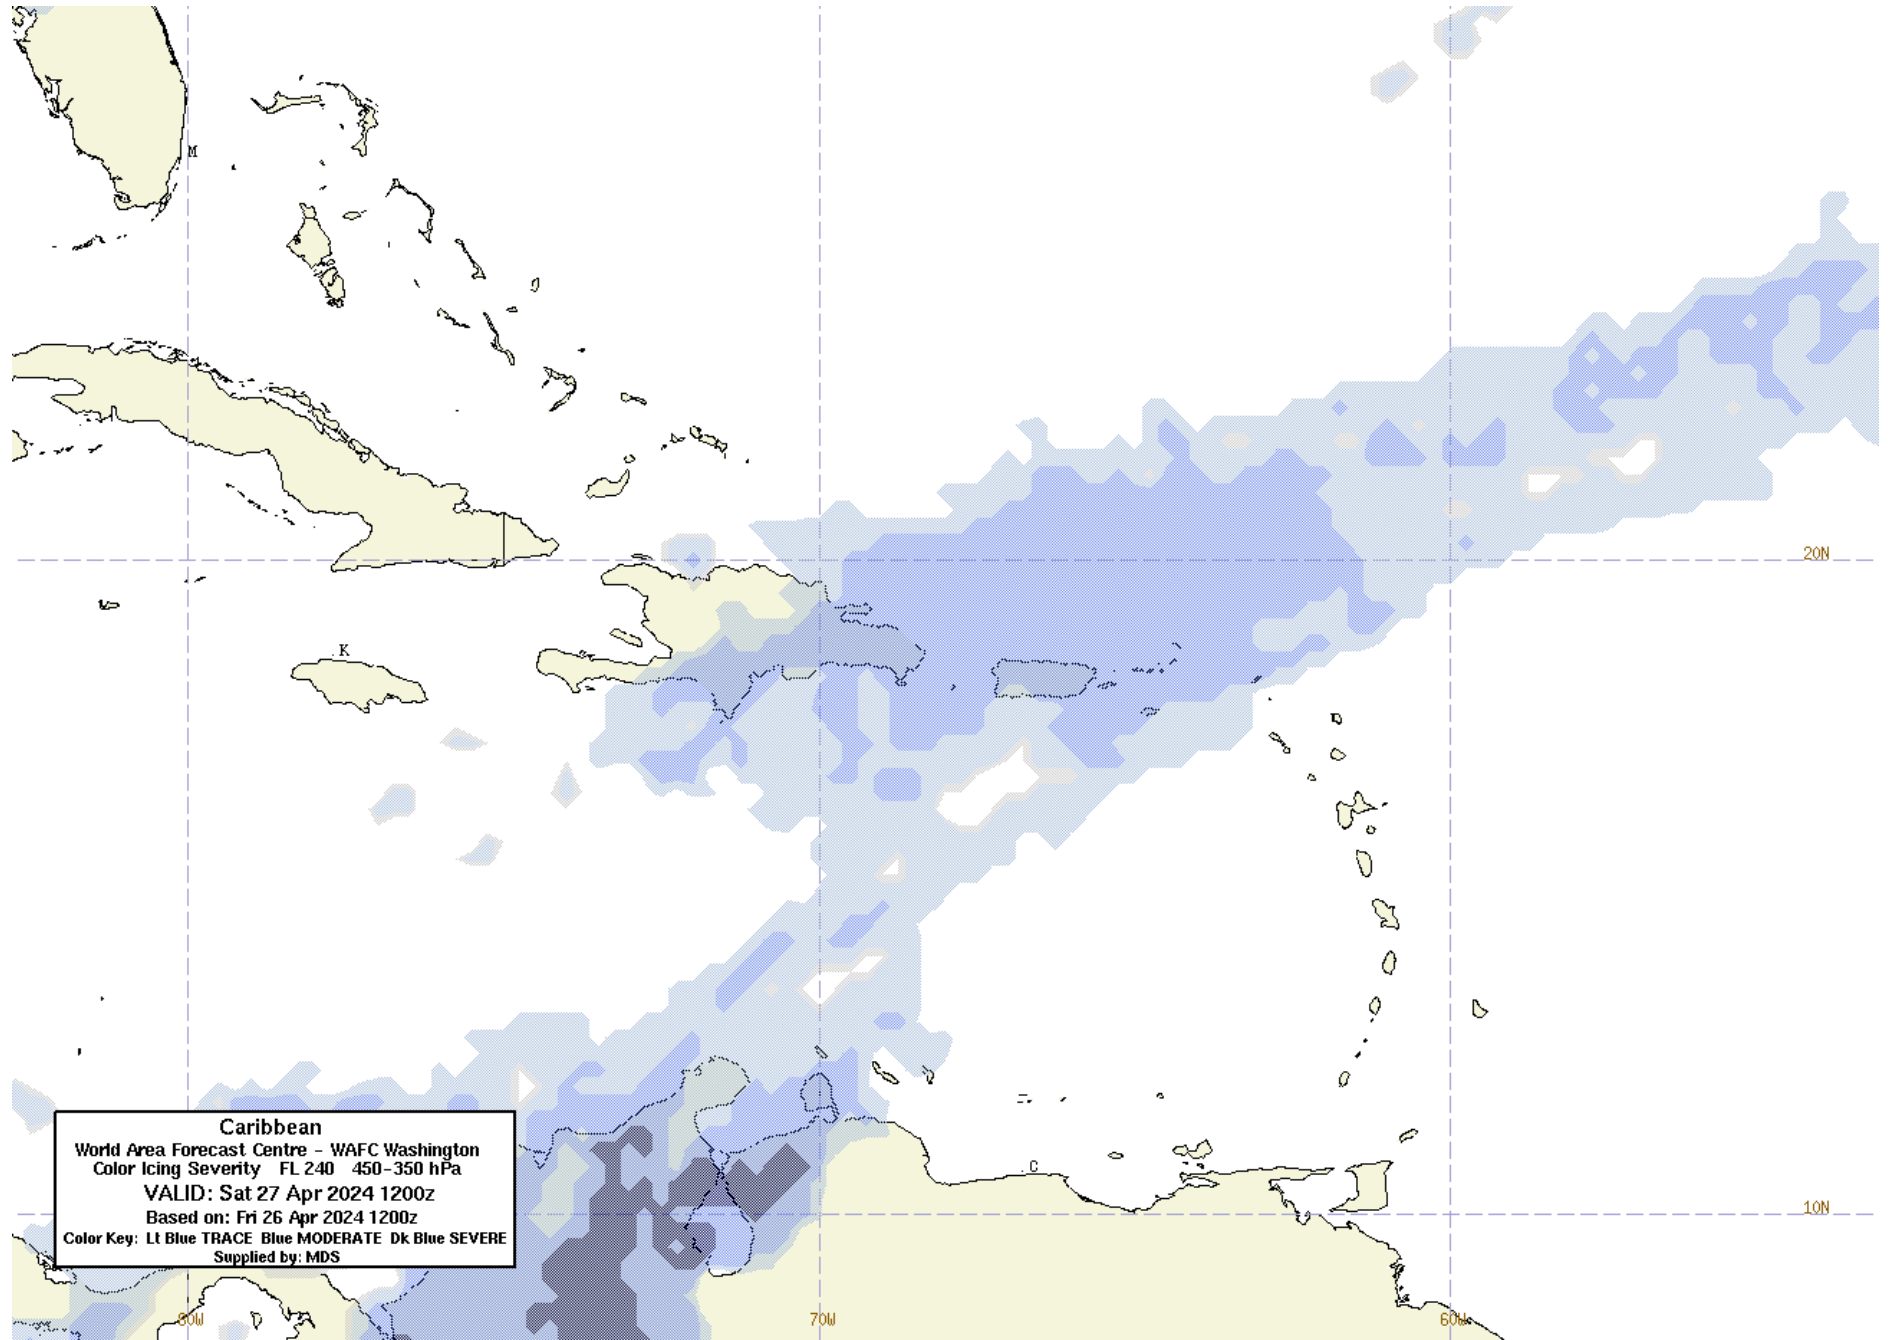 M
20N
K
C
10N
Caribbean
World Area Forecast Centre - WAFC Washington
Color Icing Severity FL 240 450-350 hPa
VALID: Sat 27 Apr 2024 1200z
Based on: Fri 26 Apr 2024 1200z
Color Key: Lt Blue TRACE Blue MODERATE Dk Blue SEVERE
Supplied by: MDS
80W
70W
60W